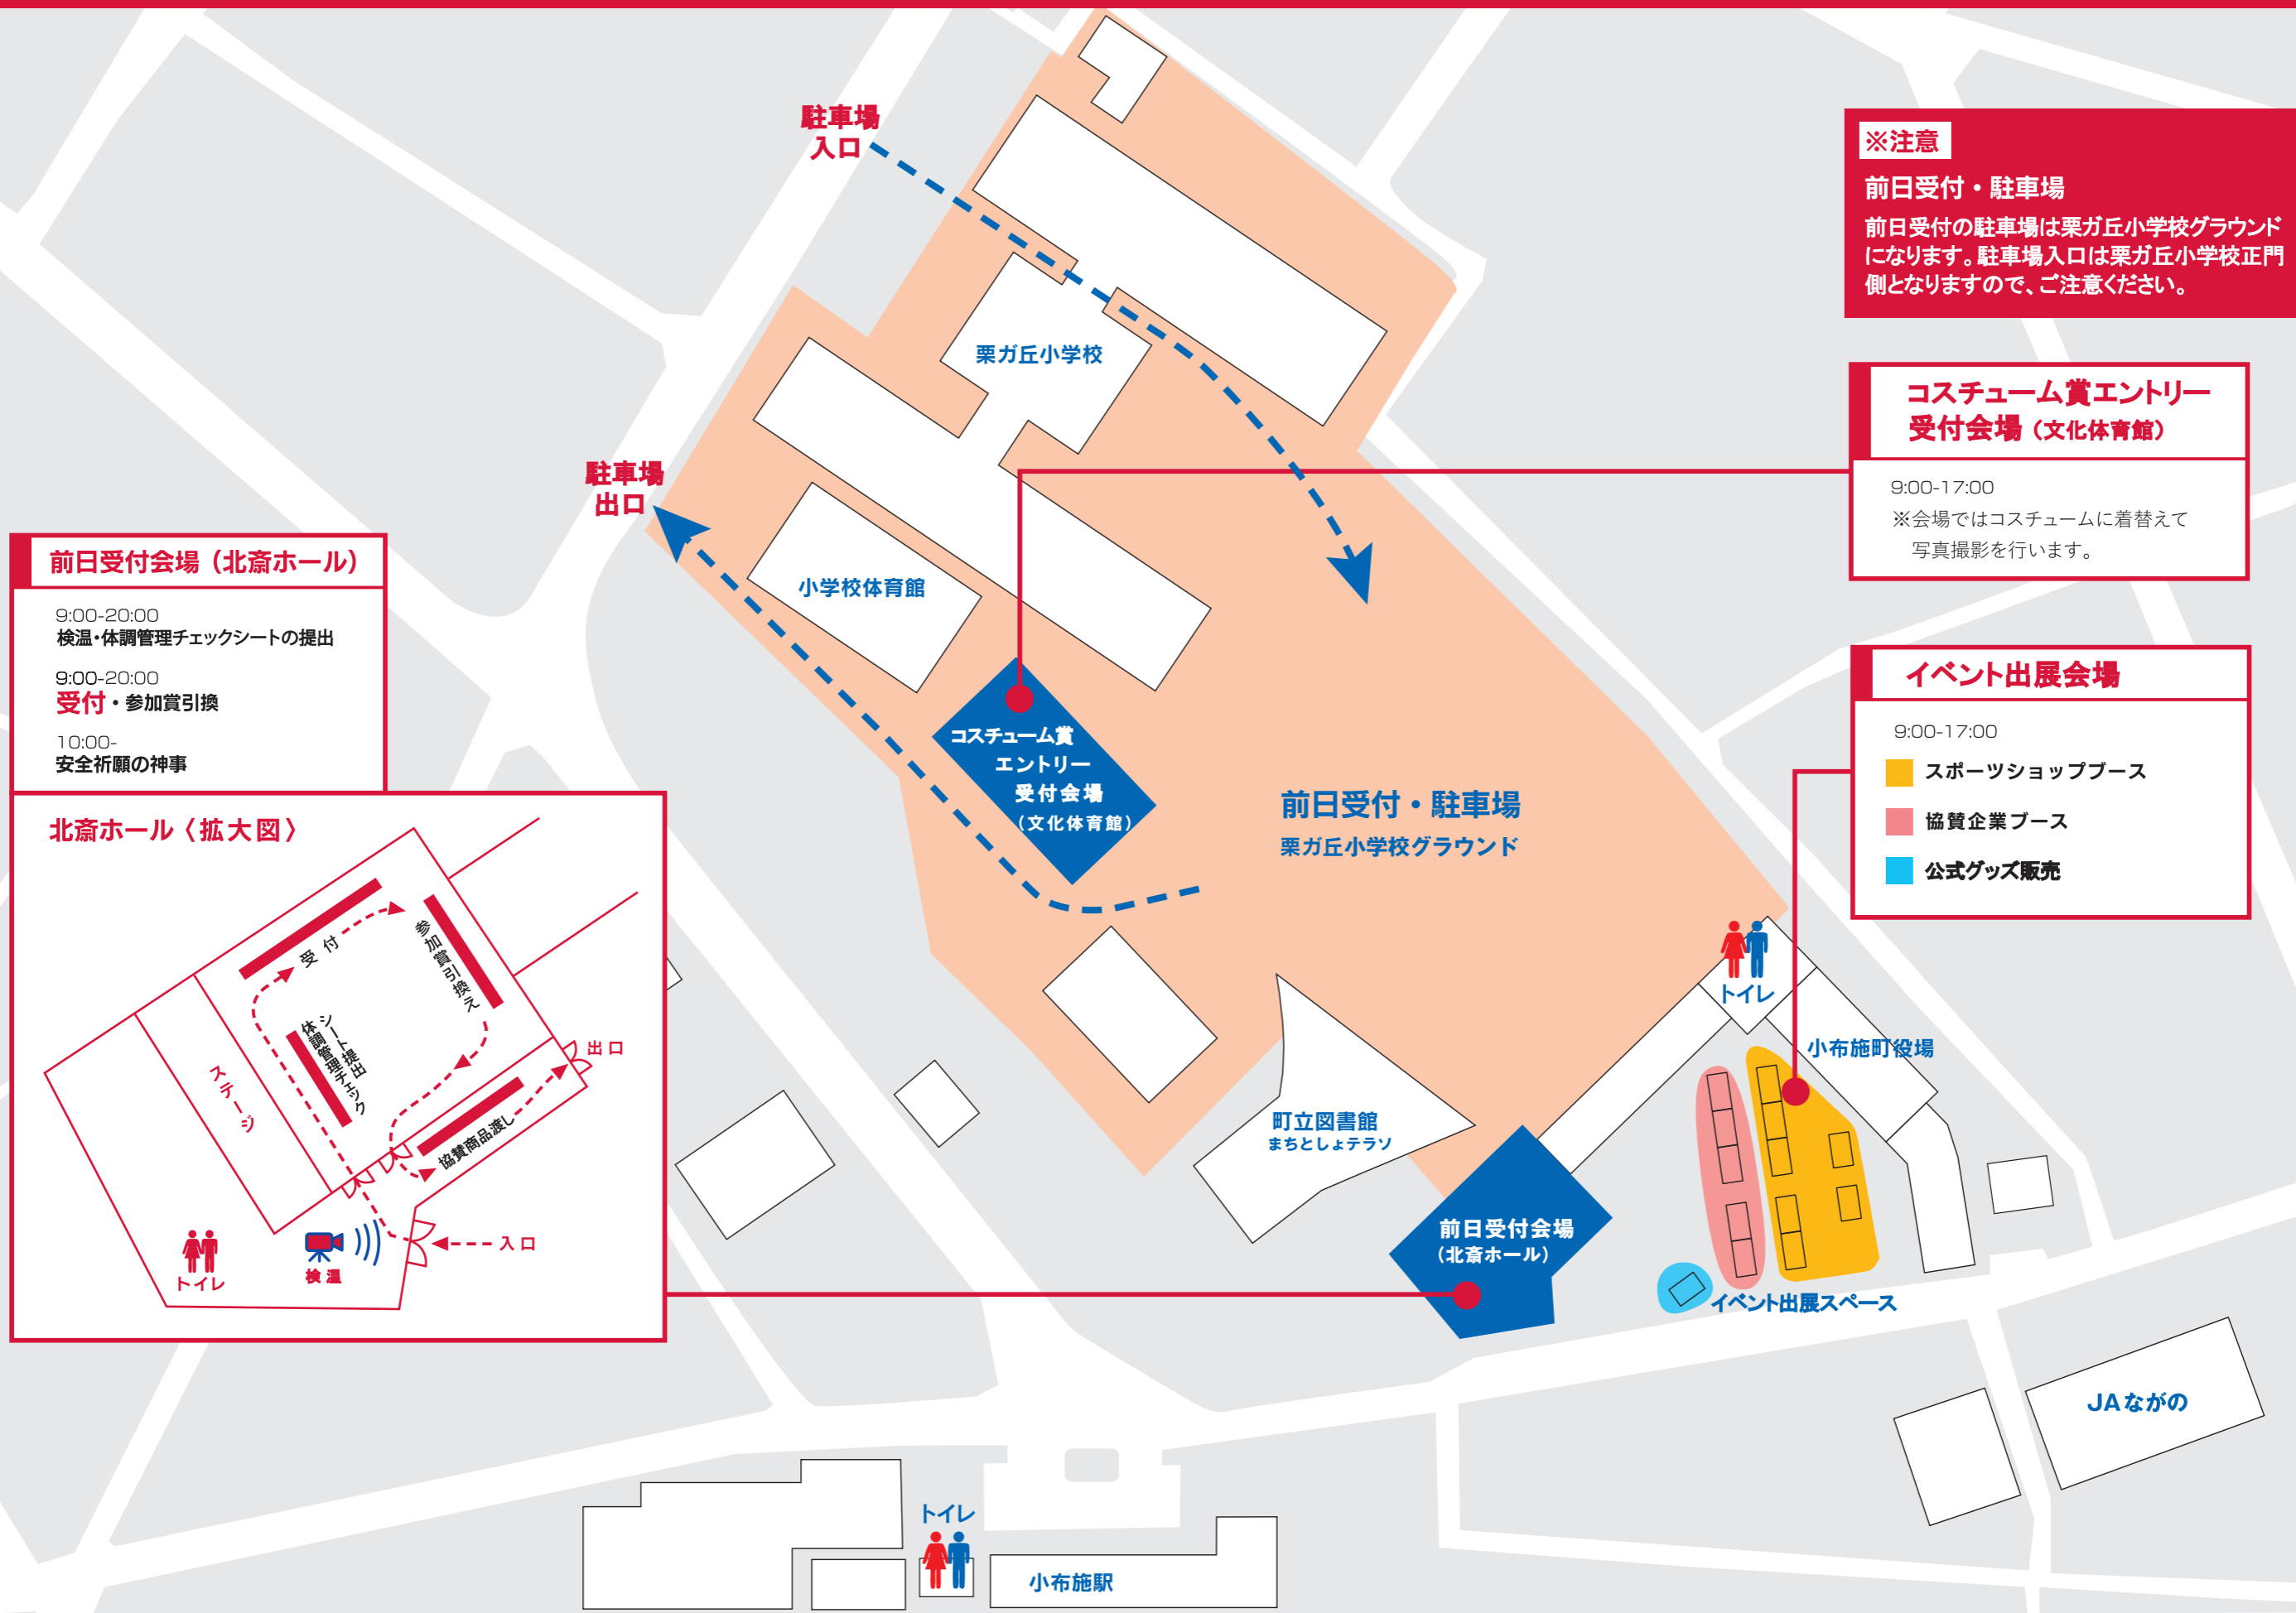 駐車場
入口
※注意
前日受付・駐車場
前日受付の駐車場は栗ガ丘小学校グラウンド
になります。駐車場入口は栗ガ丘小学校正門
側となりますので、ご注意ください。
栗ガ丘小学校
コスチューム賞エントリー
受付会場（文化体育館）
9:00-17:00
※会場ではコスチュームに着替えて
写真撮影を行います。
駐車場
出口
小学校体育館
前日受付会場（北斎ホール）
9:00-20:00
検温・体調管理チェックシートの提出
9:00-20:00
受付・参加賞引換
10:00-
安全祈願の神事
イベント出展会場
9:00-17:00
スポーツショップブース
協賛企業ブース
公式グッズ販売
コスチューム賞
エントリー
受付会場
（文化体育館）
前日受付・駐車場
栗ガ丘小学校グラウンド
北斎ホール〈拡大図〉
受付
参加賞引換え
体調管理チェック
シート提出
ステージ
出口
協賛商品渡し
入口
検温
トイレ
トイレ
小布施町役場
町立図書館
まちとしょテラソ
前日受付会場
（北斎ホール）
イベント出展スペース
JAながの
トイレ
小布施駅